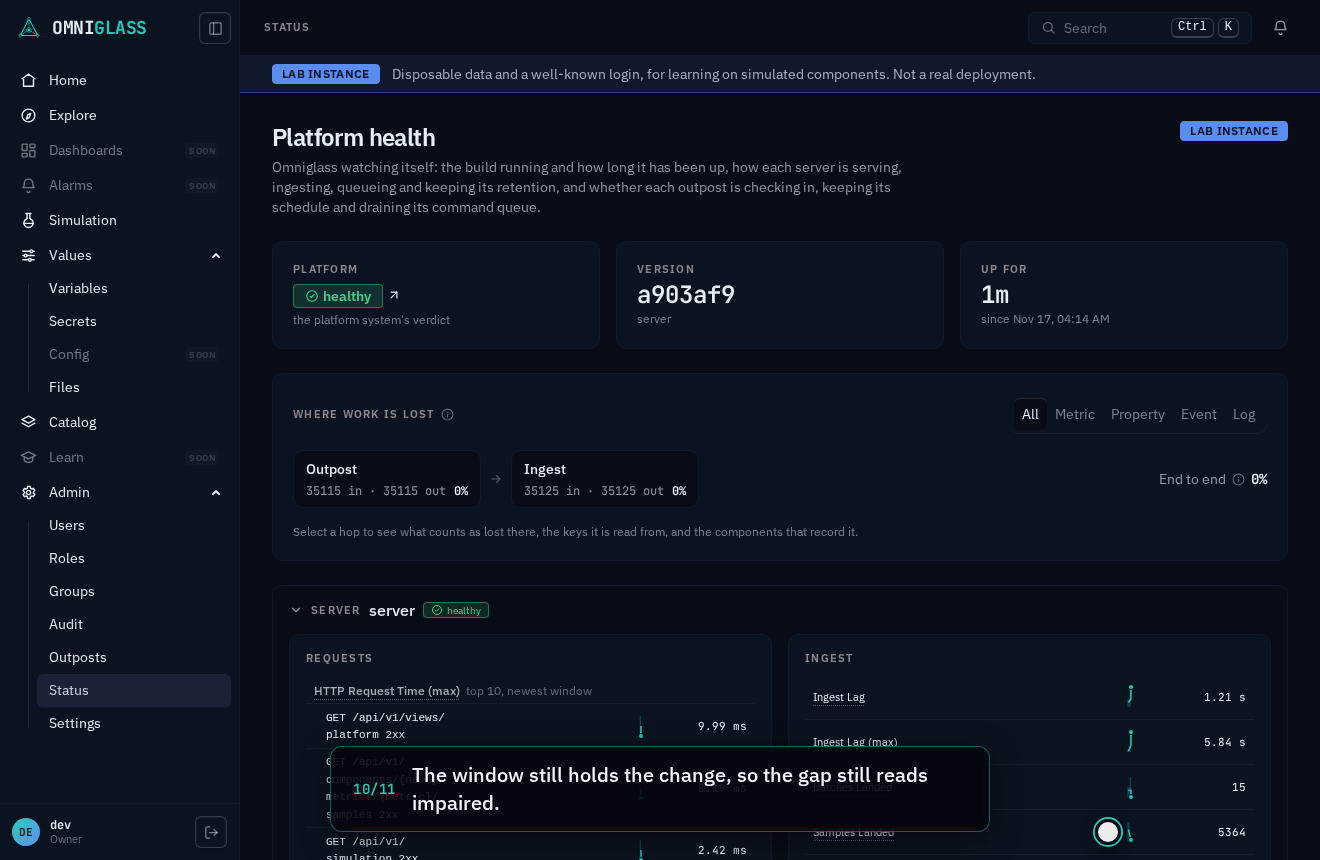 OMNIGLASS
STATUS
Search
Ctrl K
Home
Explore
Dashboards SOON
Alarms SOON
Simulation
Values
Variables
Secrets
Config SOON
Files
Catalog
Learn SOON
Admin
Users
Roles
Groups
Audit
Outposts
Status
Settings
DE
dev
Owner
LAB INSTANCE Disposable data and a well-known login, for learning on simulated components. Not a real deployment.
Platform health
LAB INSTANCE
Omniglass watching itself: the build running and how long it has been up, how each server is serving,
ingesting, queueing and keeping its retention, and whether each outpost is checking in, keeping its
schedule and draining its command queue.
PLATFORM
healthy
the platform system's verdict
VERSION
a903af9
server
UP FOR
1m
since Nov 17, 04:14 AM
WHERE WORK IS LOST
All Metric Property Event Log
Outpost
35115 in · 35115 out 0%
Ingest
35125 in · 35125 out 0%
End to end 0%
Select a hop to see what counts as lost there, the keys it is read from, and the components that record it.
SERVER server healthy
REQUESTS
HTTP Request Time (max) top 10, newest window
GET /api/v1/views/
platform 2xx
9.99 ms
GET /api/v1/
samples 2xx
GET /api/v1/
simulation 2xx
2.42 ms
INGEST
Ingest Lag 1.21 s
Ingest Lag (max) 5.84 s
Batches Landed 15
Samples Landed 5364
10/11
The window still holds the change, so the gap still reads
impaired.